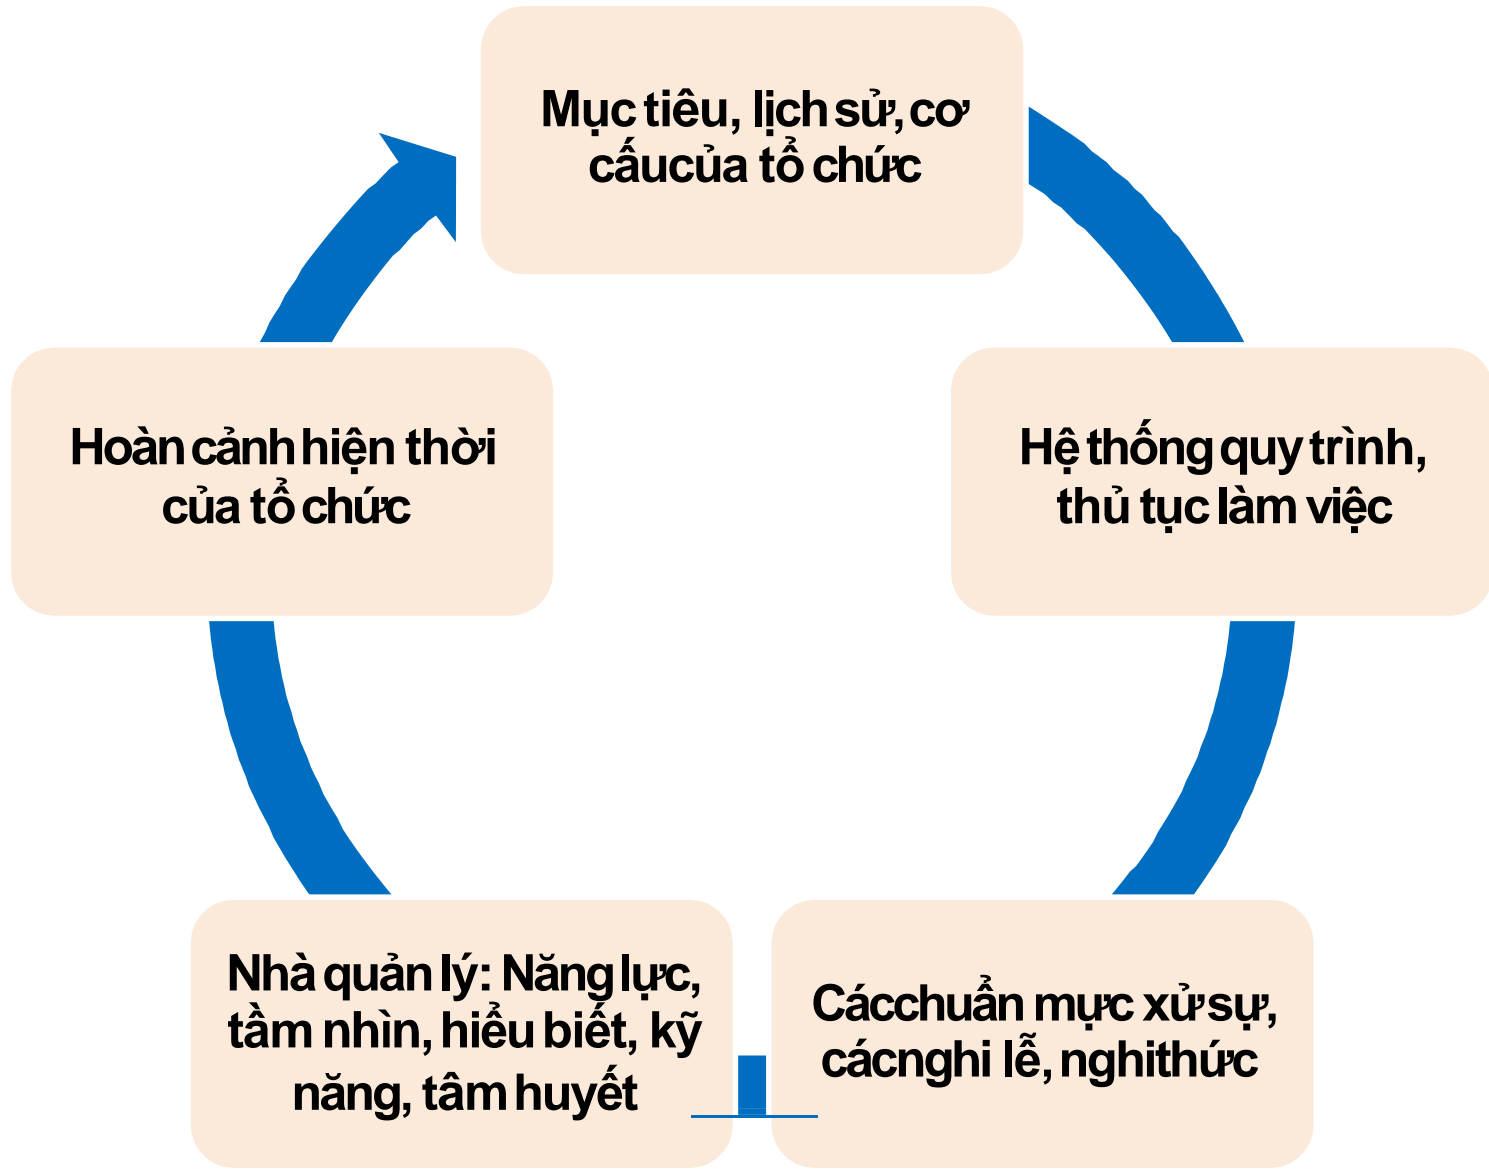 Mục tiêu, lịch sử, cơ
cấucủa tổ chức
Hệ thống quy trình,
thủ tục làm việc
Cácchuẩn mực xử sự,
cácnghi lễ, nghithức
Nhà quản lý: Năng lực,
tầm nhìn, hiểu biết, kỹ
năng, tâm huyết
Hoàn cảnh hiện thời
của tổ chức